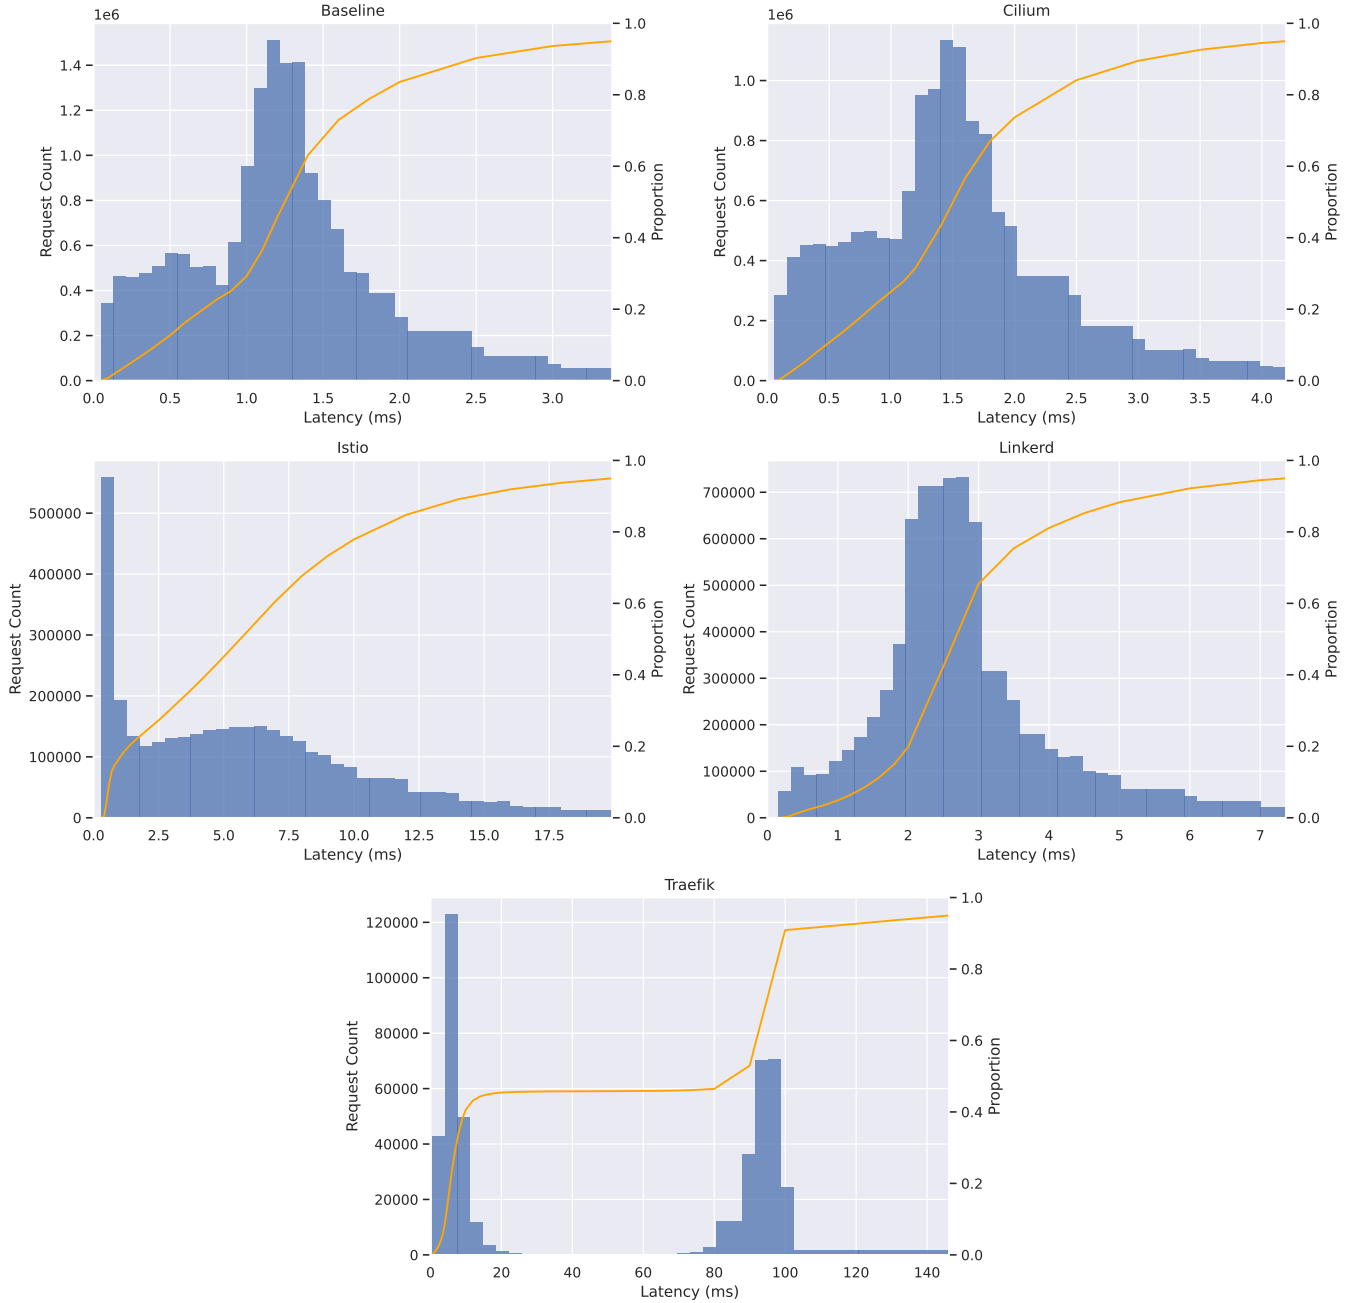 Baseline
1e6
Request Count
1.4
1.2
1.0
0.8
0.6
0.4
0.2
0.0
1.0
0.8
0.6
0.4
0.2
0.0
Proportion
0.0 0.5 1.0 1.5 2.0 2.5 3.0
Latency (ms)
Cilium
1e6
Request Count
1.0
0.8
0.6
0.4
0.2
0.0
1.0
0.8
0.6
0.4
0.2
0.0
Proportion
0.0 0.5 1.0 1.5 2.0 2.5 3.0 3.5 4.0
Latency (ms)
Istio
Request Count
500000
400000
300000
200000
100000
0
1.0
0.8
0.6
0.4
0.2
0.0
Proportion
0.0 2.5 5.0 7.5 10.0 12.5 15.0 17.5
Latency (ms)
Linkerd
Request Count
700000
600000
500000
400000
300000
200000
100000
0
1.0
0.8
0.6
0.4
0.2
0.0
Proportion
0 1 2 3 4 5 6 7
Latency (ms)
Traefik
Request Count
120000
100000
80000
60000
40000
20000
0
1.0
0.8
0.6
0.4
0.2
0.0
Proportion
0 20 40 60 80 100 120 140
Latency (ms)